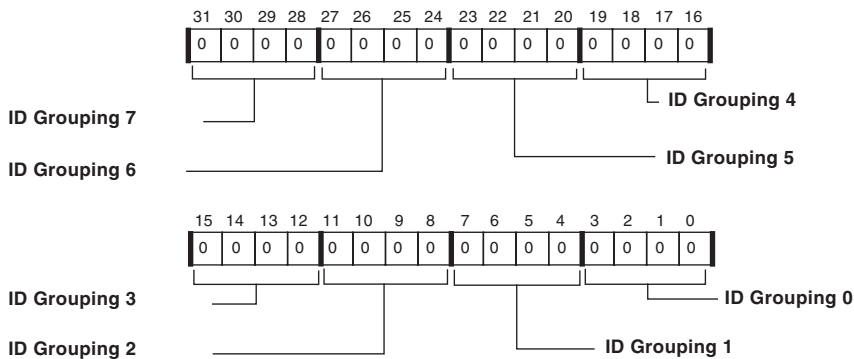 31 30 29 28 27 26 25 24 23 22 21 20 19 18 17 16
0 0 0 0 0 0 0 0 0 0 0 0 0 0 0 0
ID Grouping 4
ID Grouping 7
ID Grouping 5
ID Grouping 6
15 14 13 12 11 10 9 8 7 6 5 4 3 2 1 0
0 0 0 0 0 0 0 0 0 0 0 0 0 0 0 0
ID Grouping 3
ID Grouping 0
ID Grouping 2
ID Grouping 1